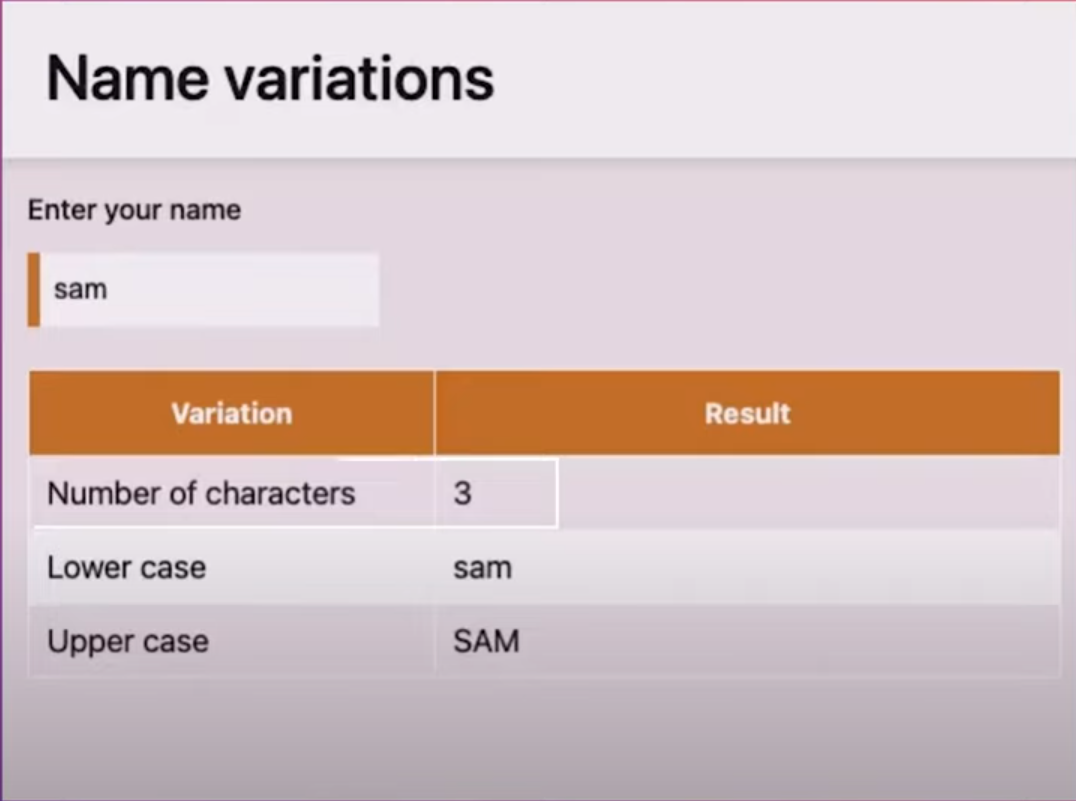 Name variations
Enter your name
sam
Variation Result
Number of characters 3
Lower case sam
Upper case SAM